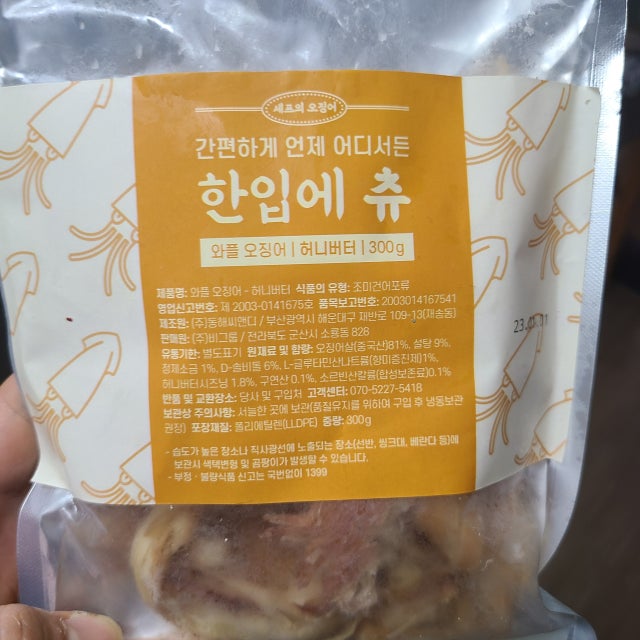 셰프의 오징어
간편하게 언제 어디서든
한입에 츄
와플 오징어 | 허니버터 | 300g
제품명: 와플 오징어 - 허니버터 식품의 유형: 조미건어포류
영업신고번호: 제 2003-0141675호 품목보고번호: 2003014167541
제조원: (주)동해씨앤디 / 부산광역시 해운대구 재반로 109-13(재송동)
판매원: (주)비그룹 / 전라북도 군산시 소룡동 828
유통기한: 별도표기 원재료 및 함량: 오징어살(중국산)81%, 설탕 9%,
정제소금 1%, D-솔비톨 6%, L-글루타민산나트륨(향미증진제)1%,
허니버터시즈닝 1.8%, 구연산 0.1%, 소르빈산칼륨(합성보존료)0.1%
반품 및 교환장소: 당사 및 구입처 고객센터: 070-5227-5418
보관상 주의사항: 서늘한 곳에 보관(품질유지를 위하여 구입 후 냉동보관
권장) 포장재질: 폴리에틸렌(LLDPE) 중량: 300g
- 습도가 높은 장소나 직사광선에 노출되는 장소(선반, 씽크대, 베란다 등)에
보관시 색택변형 및 곰팡이가 발생할 수 있습니다.
- 부정·불량식품 신고는 국번없이 1399